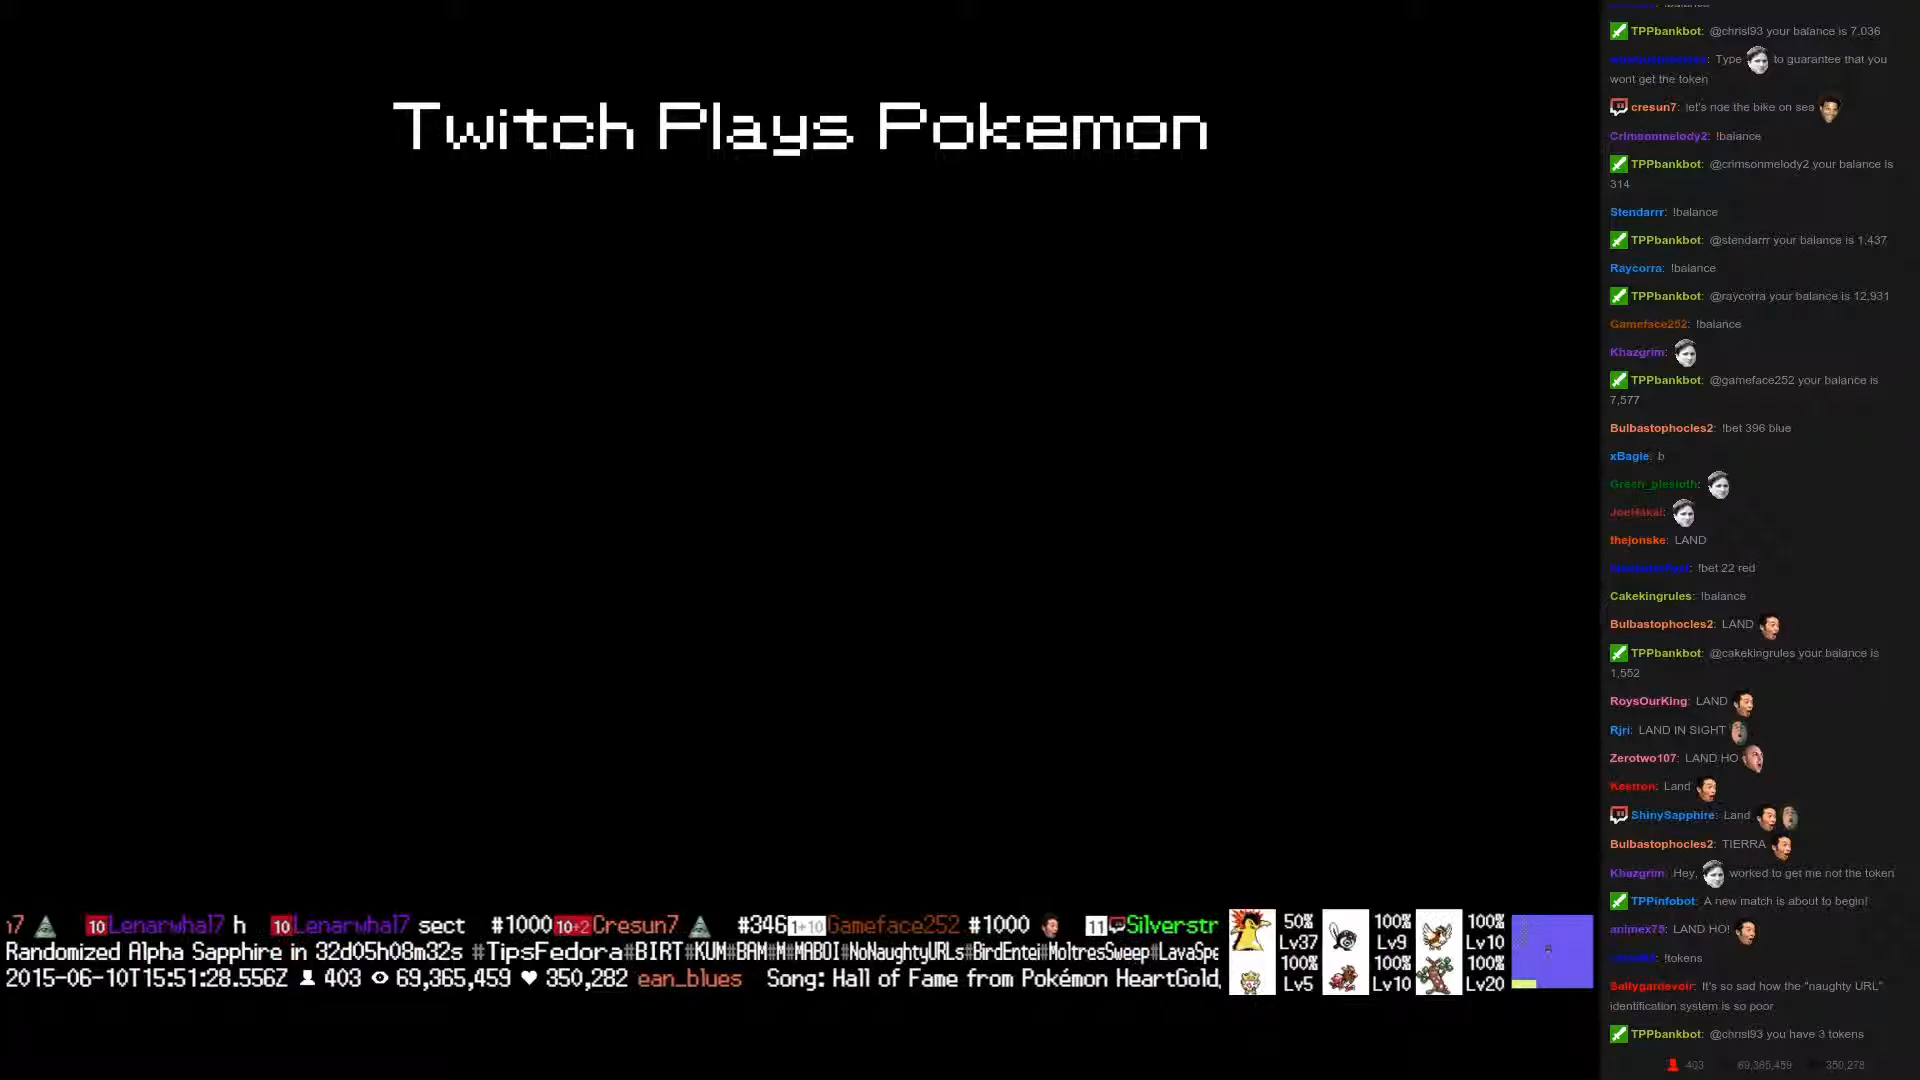 Twitch Plays Pokemon
n7 10 Lenarwhal7 h 10 Lenarwhal7 sect #1000 10+2 Cresun7 #346 1+10 Gameface252 #1000 11 Silverstr
Randomized Alpha Sapphire in 32d05h08m32s #TipsFedora#BIRT#KUM#BAM#M#MABOI#NoNaughtyURLs#BirdEntei#MoltresSweep#LavaSpe
2015-06-10T15:51:28.556Z 403 69,365,459 350,282 ean_blues Song: Hall of Fame from Pokémon HeartGold,
50% 100% 100%
Lv37 Lv9 Lv10
100% 100% 100%
Lv5 Lv10 Lv20
TPPbankbot: @chrisl93 your balance is 7,036
Type to guarantee that you
wont get the token
cresun7: let's ride the bike on sea
Crimsonmelody2: !balance
TPPbankbot: @crimsonmelody2 your balance is
314
Stendarrr: !balance
TPPbankbot: @stendarrr your balance is 1,437
Raycorra: !balance
TPPbankbot: @raycorra your balance is 12,931
Gameface252: !balance
Khazgrim:
TPPbankbot: @gameface252 your balance is
7,577
Bulbastophocles2: !bet 396 blue
xBagle: b
Green_plesioth:
JoeHakai:
thejonske: LAND
!bet 22 red
Cakekingrules: !balance
Bulbastophocles2: LAND
TPPbankbot: @cakekingrules your balance is
1,552
RoysOurKing: LAND
Rjri: LAND IN SIGHT
Zerotwo107: LAND HO
Keetron: Land
ShinySapphire: Land
Bulbastophocles2: TIERRA
Khazgrim: Hey, worked to get me not the token
TPPinfobot: A new match is about to begin!
animex75: LAND HO!
!tokens
Sallygardevoir: It's so sad how the "naughty URL"
identification system is so poor
TPPbankbot: @chrisl93 you have 3 tokens
403 69,365,459 350,278